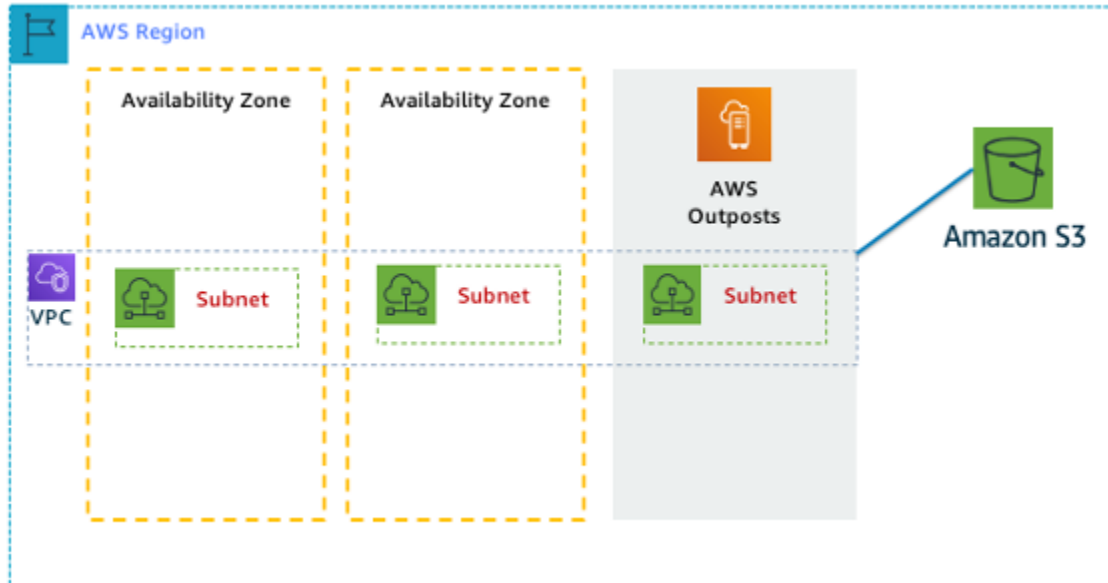 AWS Region
Availability Zone
Availability Zone
AWS
Outposts
Amazon S3
VPC
Subnet
Subnet
Subnet